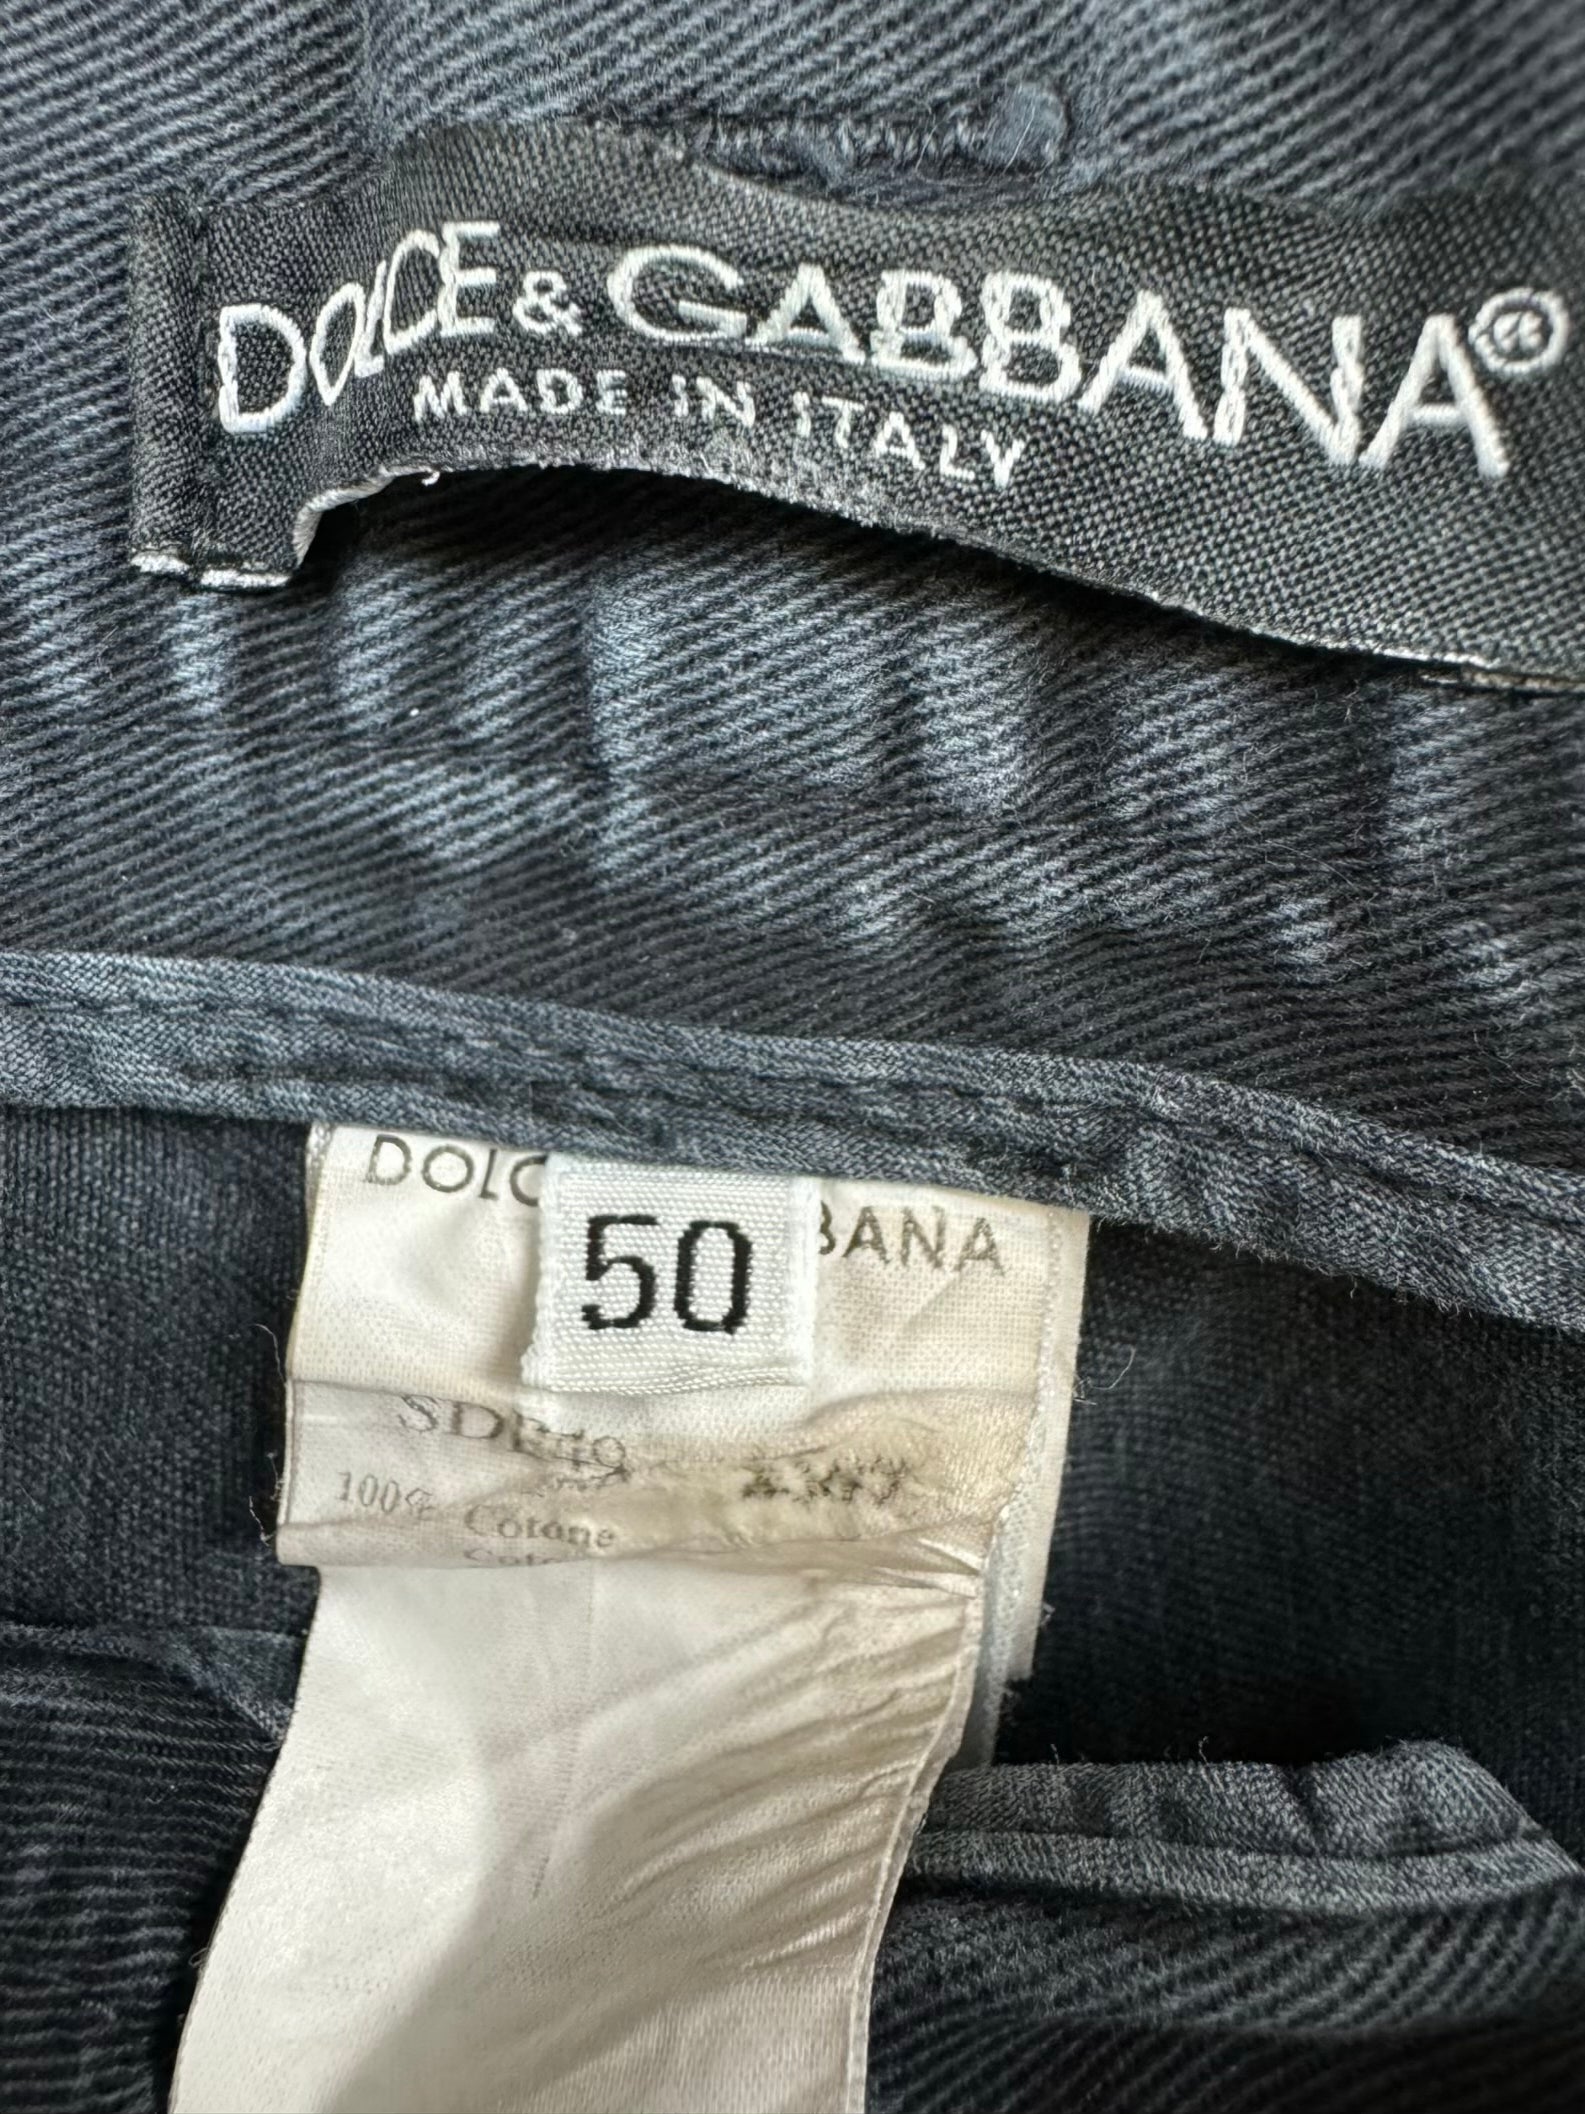 DOLCE & GABBANA®
MADE IN ITALY
DOLC BANA
50
100% Cotone